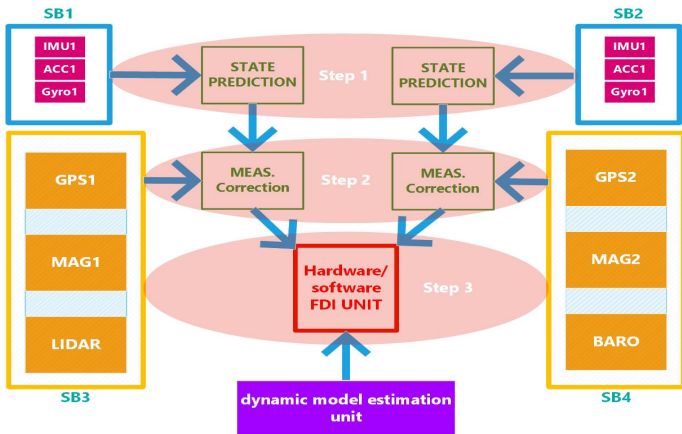 SB1
SB2
IMU1
ACC1
Gyro1
STATE
PREDICTION
Step 1
STATE
PREDICTION
IMU1
ACC1
Gyro1
GPS1
MAG1
LIDAR
MEAS.
Correction
Step 2
MEAS.
Correction
GPS2
MAG2
BARO
Hardware/
software
FDI UNIT
Step 3
SB3
dynamic model estimation
unit
SB4